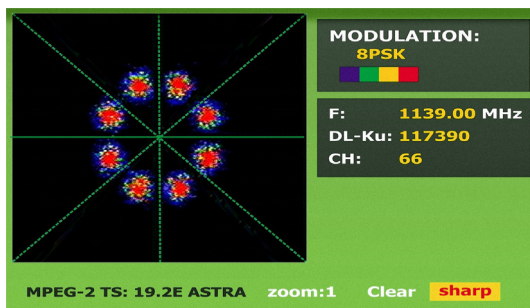 MODULATION:
8PSK
F: 1139.00 MHz
DL-Ku: 117390
CH: 66
MPEG-2 TS: 19.2E ASTRA zoom:1 Clear sharp